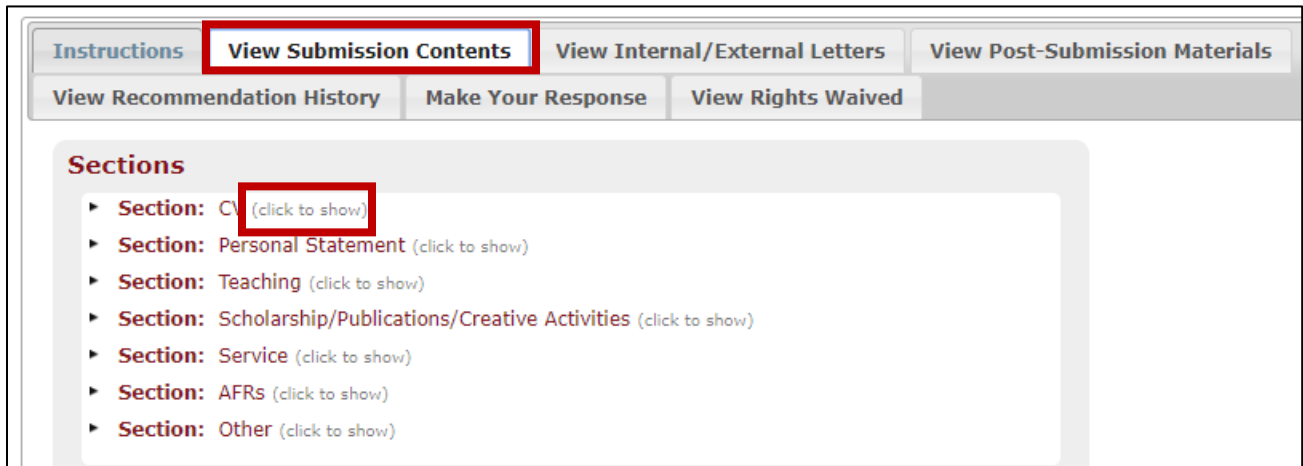 Instructions View Submission Contents View Internal/External Letters View Post-Submission Materials
View Recommendation History Make Your Response View Rights Waived
Sections
Section: CV (click to show)
Section: Personal Statement (click to show)
Section: Teaching (click to show)
Section: Scholarship/Publications/Creative Activities (click to show)
Section: Service (click to show)
Section: AFRs (click to show)
Section: Other (click to show)